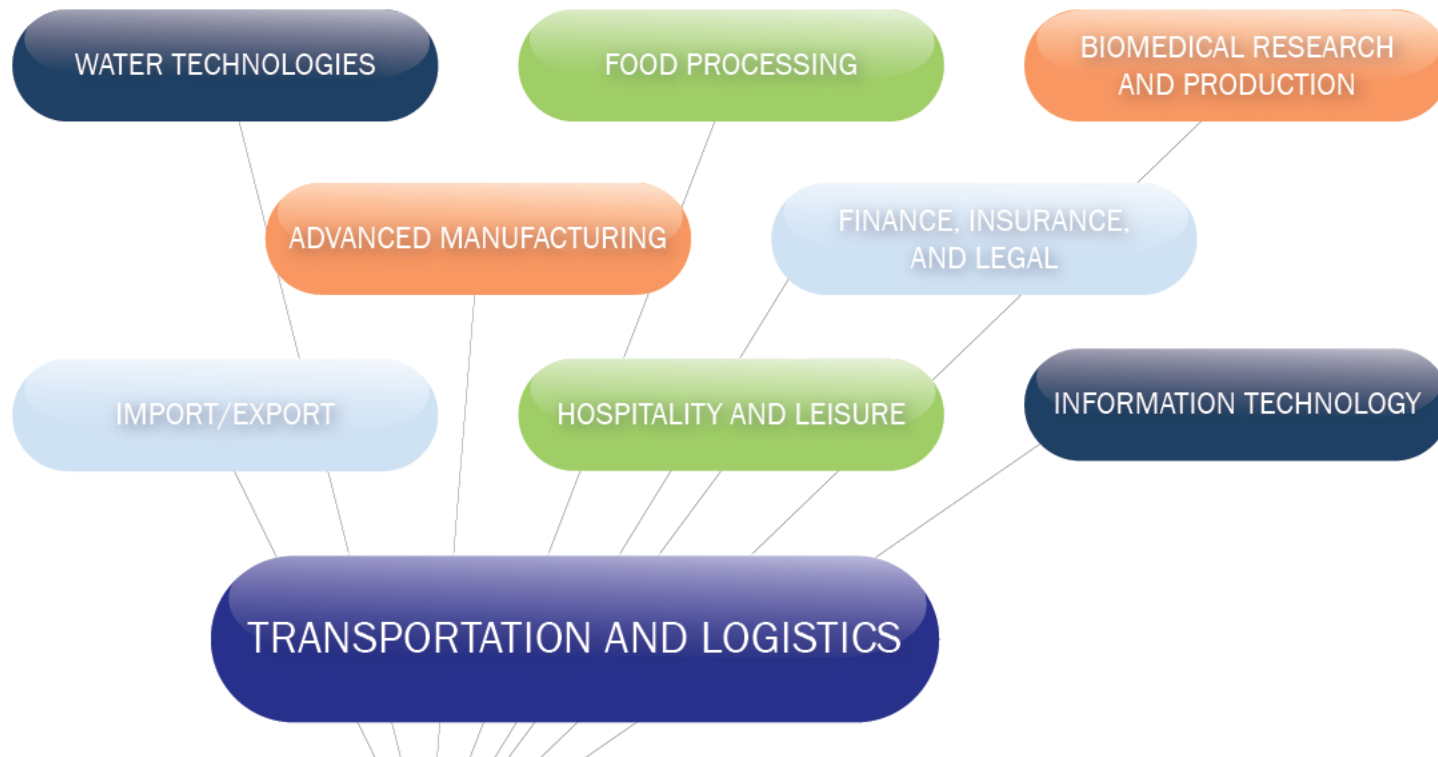 WATER TECHNOLOGIES
FOOD PROCESSING
BIOMEDICAL RESEARCH
AND PRODUCTION
ADVANCED MANUFACTURING
FINANCE, INSURANCE,
AND LEGAL
IMPORT/EXPORT
HOSPITALITY AND LEISURE
INFORMATION TECHNOLOGY
TRANSPORTATION AND LOGISTICS